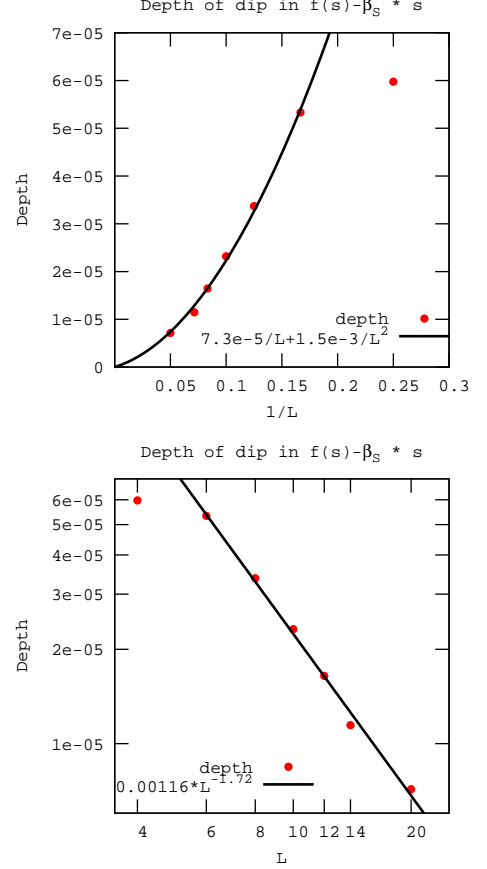 Depth of dip in f(s)-β_S * s
7e-05
6e-05
5e-05
4e-05
3e-05
2e-05
1e-05
0
Depth
depth
7.3e-5/L+1.5e-3/L^2
0.05 0.1 0.15 0.2 0.25 0.3
1/L
Depth of dip in f(s)-β_S * s
6e-05
5e-05
4e-05
3e-05
2e-05
1e-05
Depth
depth
0.00116*L^-1.72
4 6 8 10 12 14 20
L